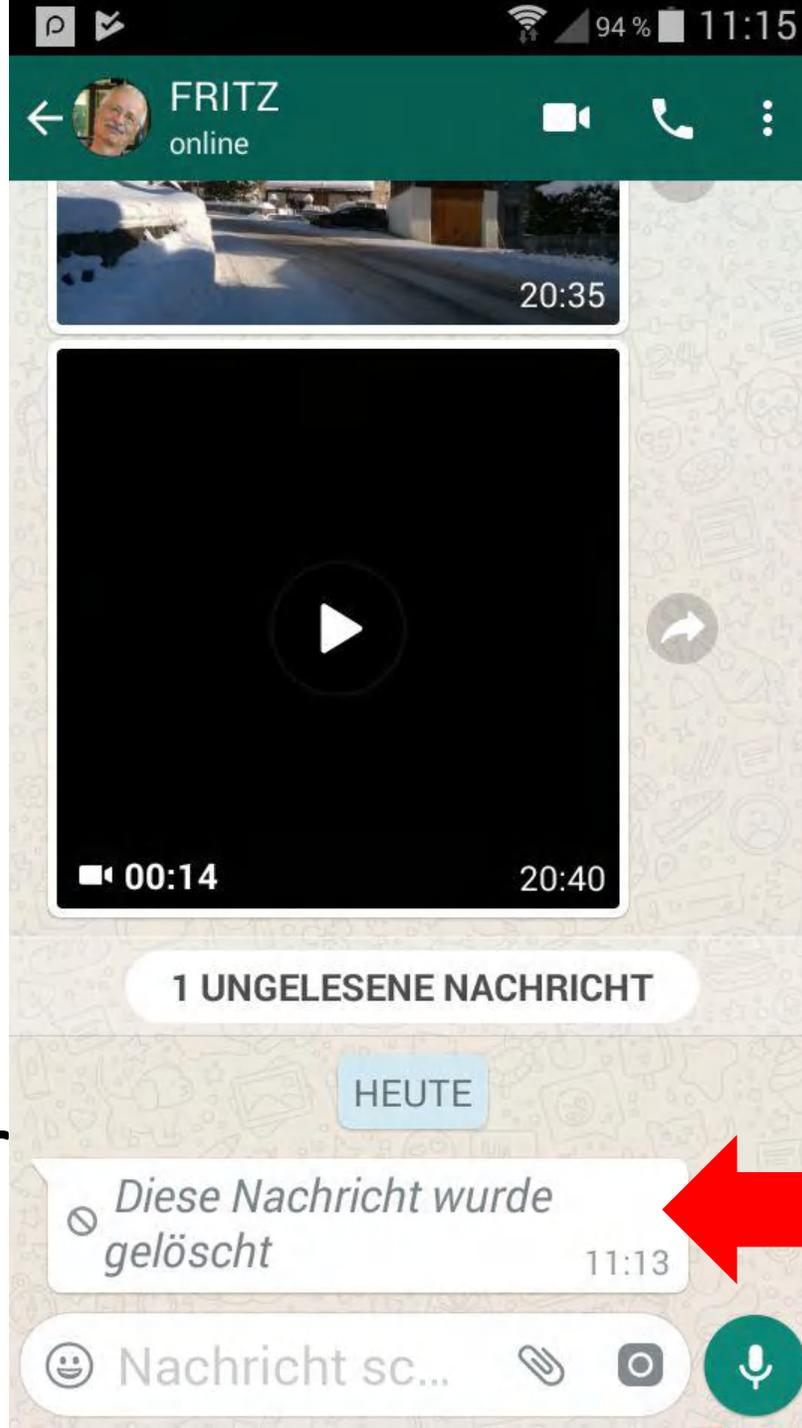 94 % 11:15
FRITZ
online
20:35
00:14 20:40
1 UNGELESENE NACHRICHT
HEUTE
Diese Nachricht wurde
gelöscht 11:13
Nachricht sc...